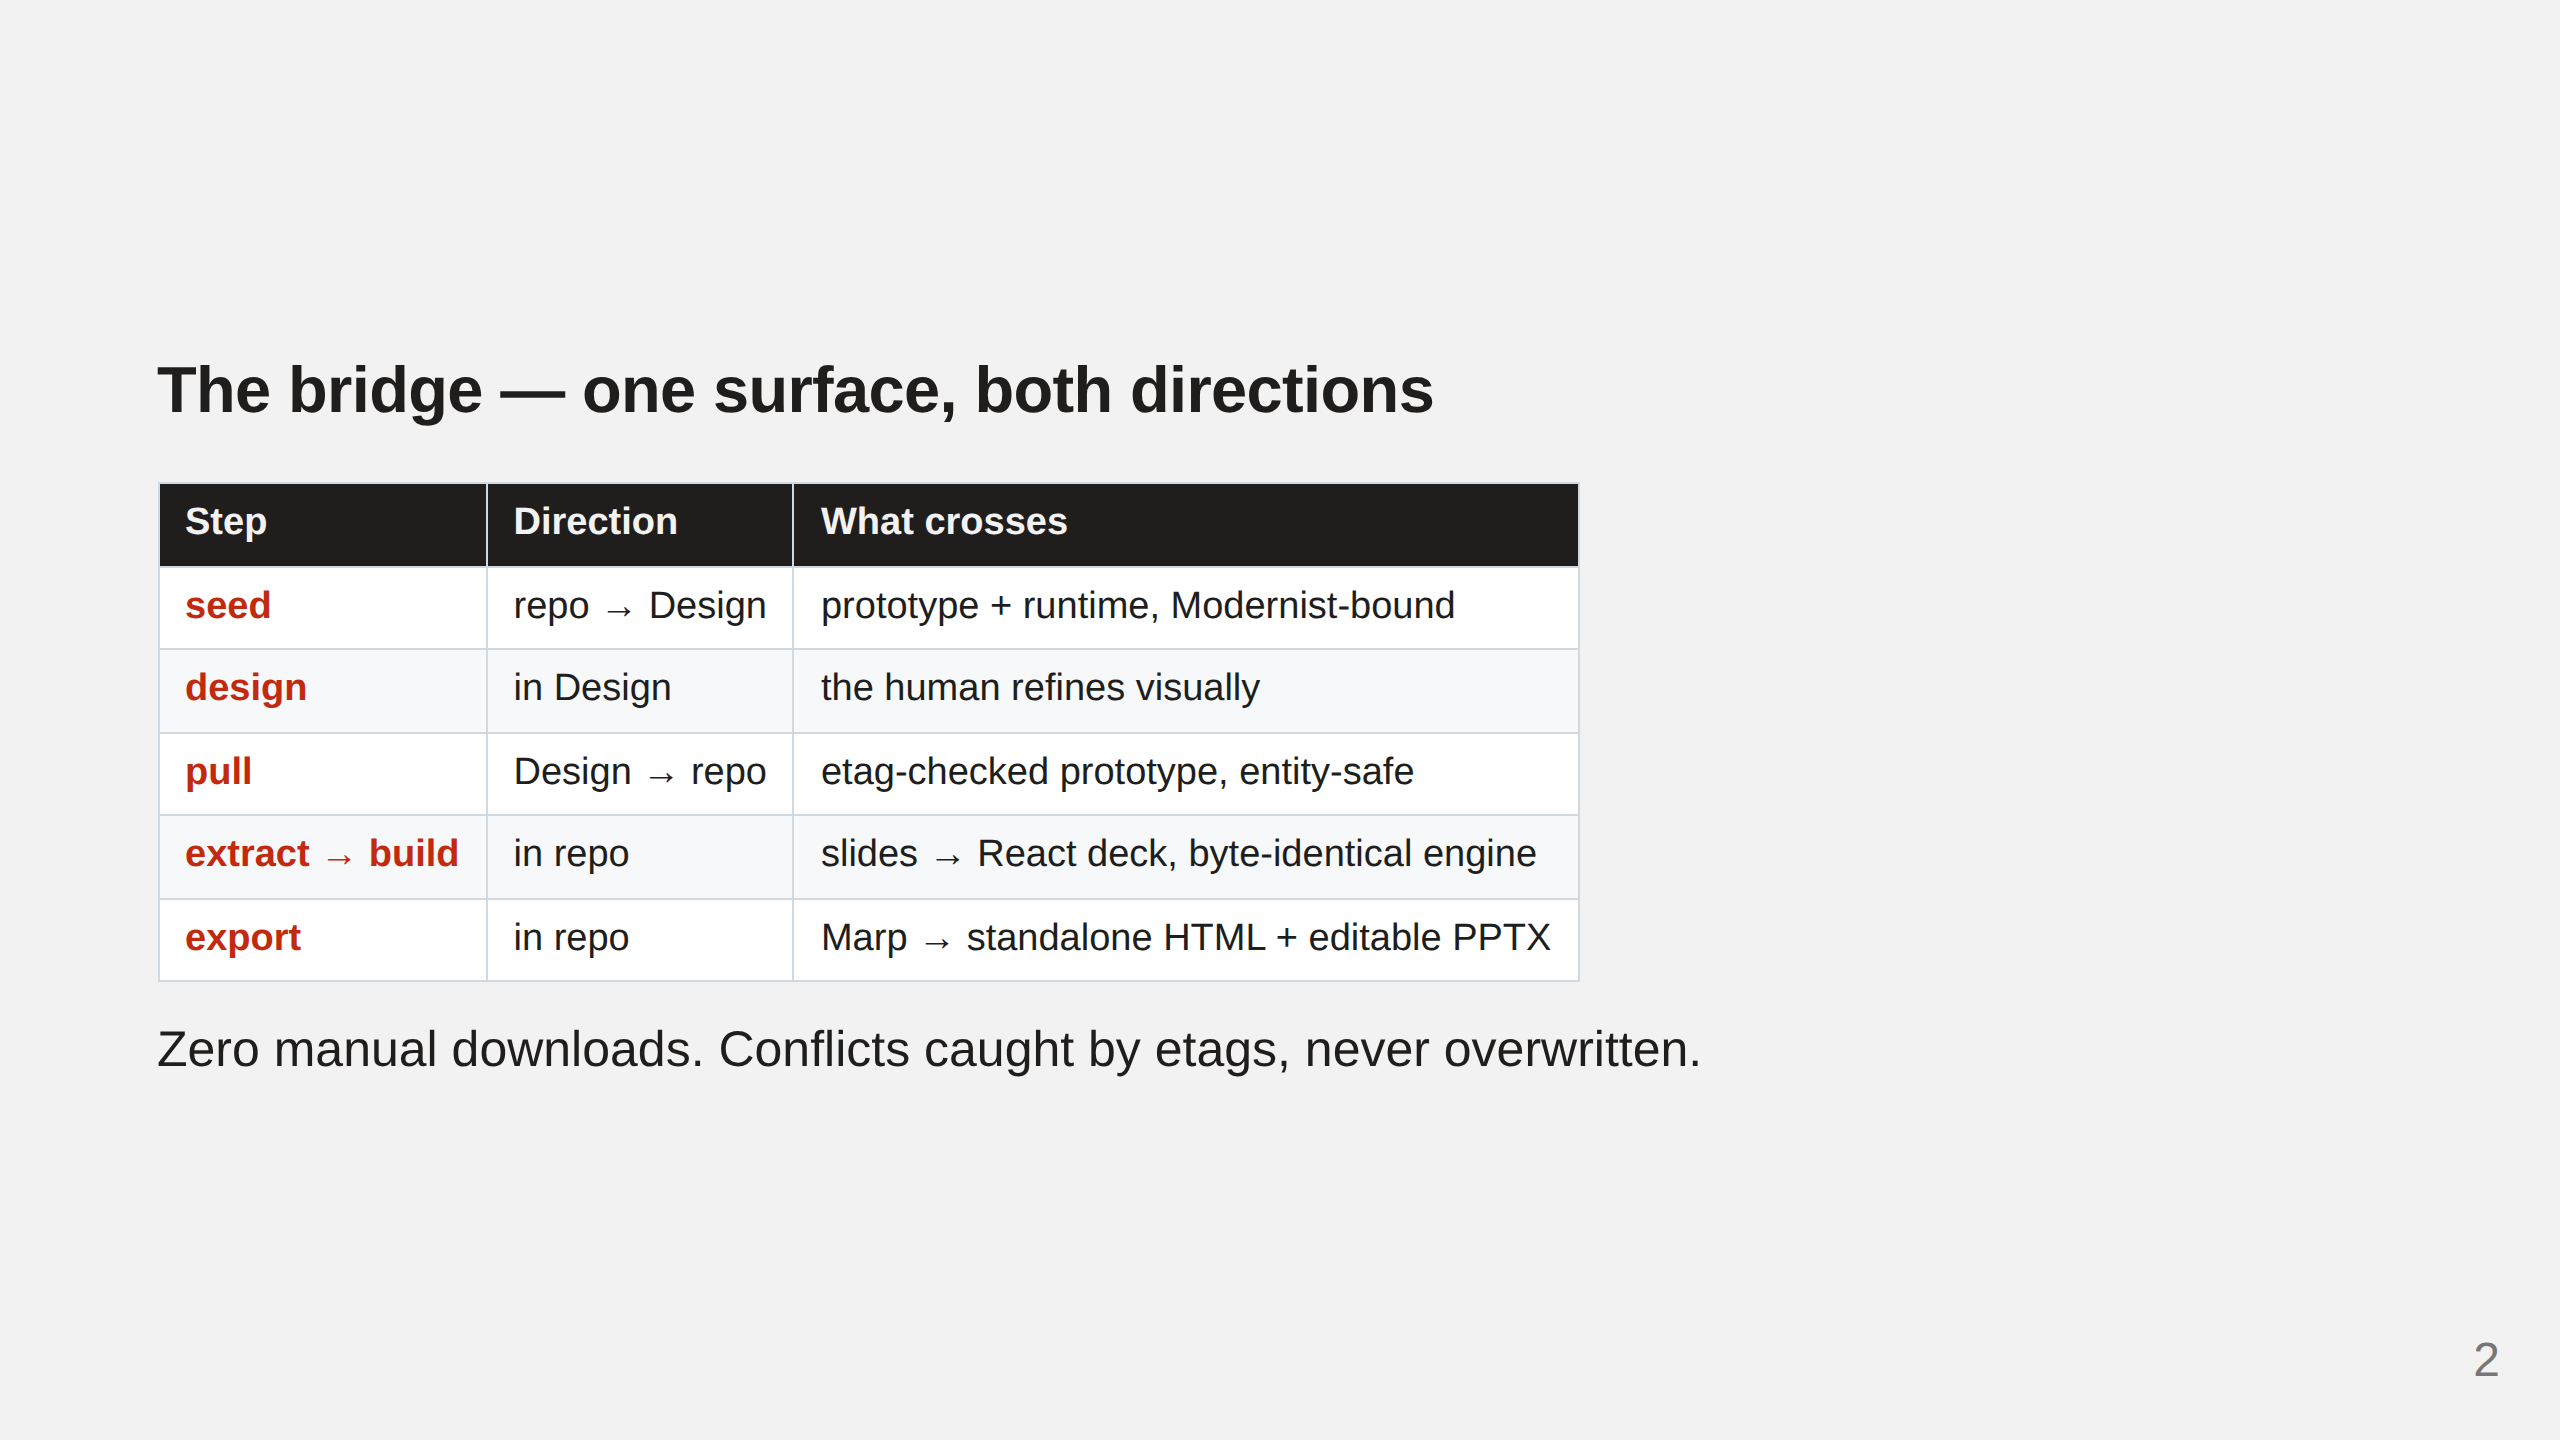 The bridge — one surface, both directions
Step Direction What crosses
seed repo → Design prototype + runtime, Modernist-bound
design in Design the human refines visually
pull Design → repo etag-checked prototype, entity-safe
extract → build in repo slides → React deck, byte-identical engine
export in repo Marp → standalone HTML + editable PPTX
Zero manual downloads. Conflicts caught by etags, never overwritten.
2